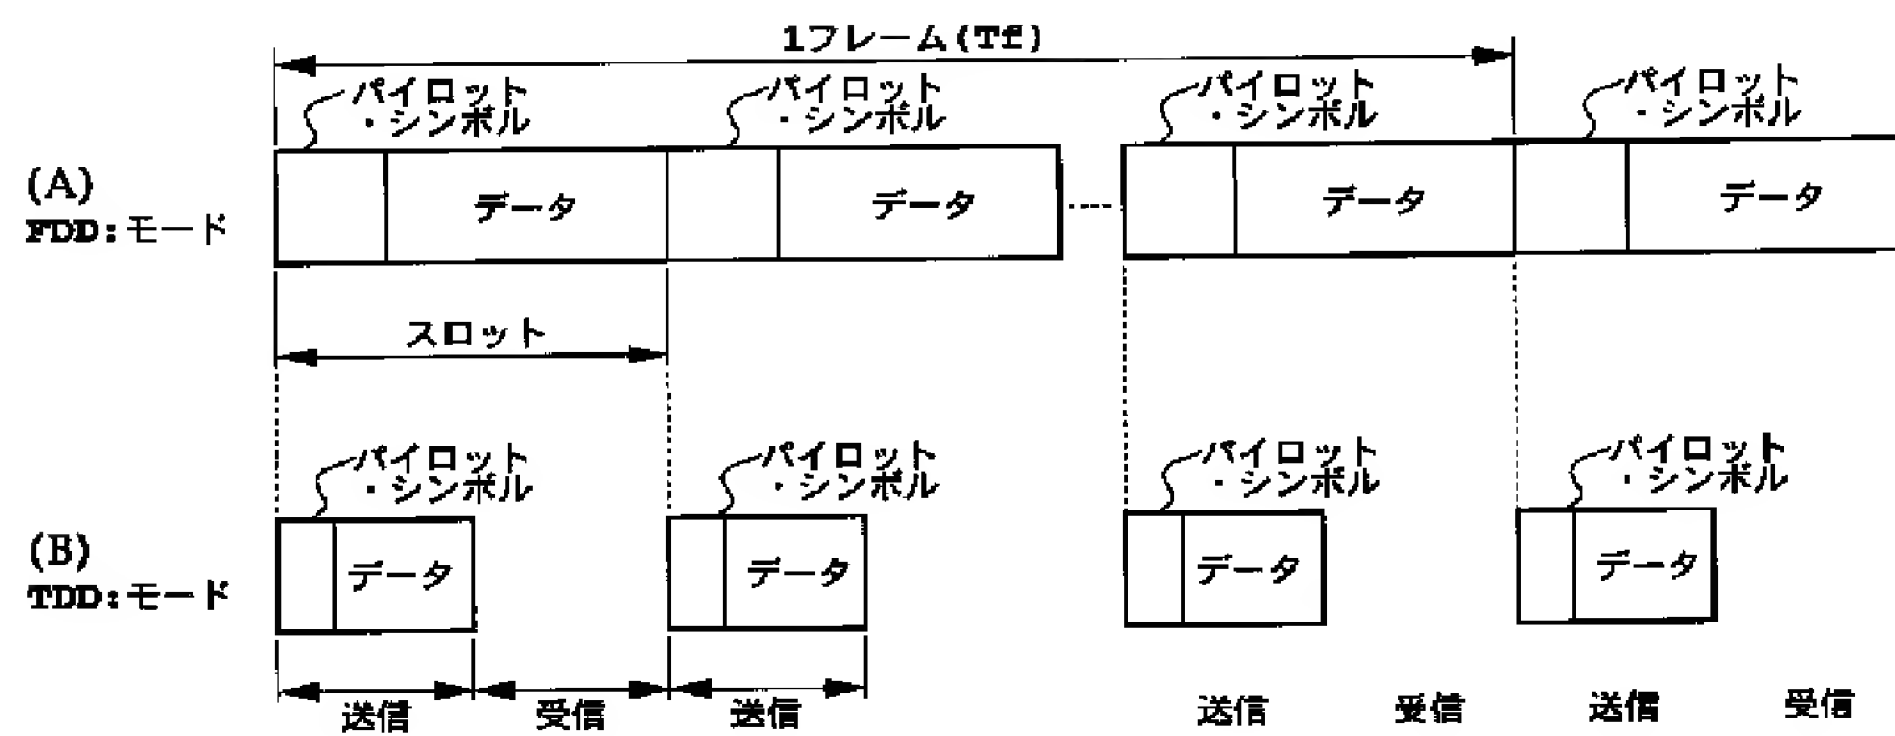 1フレーム(Tf)
パイロット
・シンボル
パイロット
・シンボル
パイロット
・シンボル
パイロット
・シンボル
(A)
FDD:モード
データ
データ
データ
データ
スロット
パイロット
・シンボル
パイロット
・シンボル
パイロット
・シンボル
パイロット
・シンボル
(B)
TDD:モード
データ
データ
データ
データ
送信
受信
送信
送信
受信
送信
受信